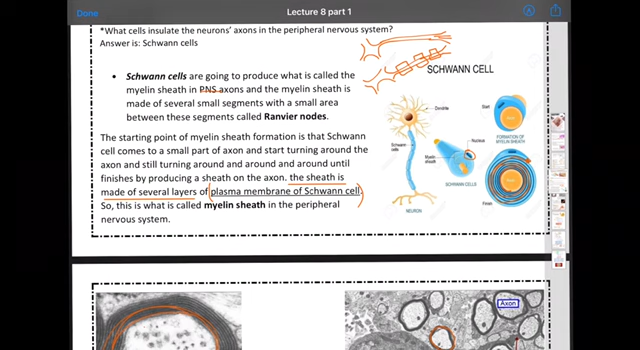 Done
Lecture 8 part 1
*What cells insulate the neurons' axons in the peripheral nervous system?
Answer is: Schwann cells
• Schwann cells are going to produce what is called the
myelin sheath in PNS axons and the myelin sheath is
made of several small segments with a small area
between these segments called Ranvier nodes.
The starting point of myelin sheath formation is that Schwann
cell comes to a small part of axon and start turning around the
axon and still turning around and around and around until
finishes by producing a sheath on the axon. the sheath is
made of several layers of plasma membrane of Schwann cell.
So, this is what is called myelin sheath in the peripheral
nervous system.
SCHWANN CELL
Dendrite
Schwann
cells
NEURON
Nucleus
Myelin
sheath
SCHWANN CELLS
Start
FORMATION OF
MYELIN SHEATH
Finish
Axon